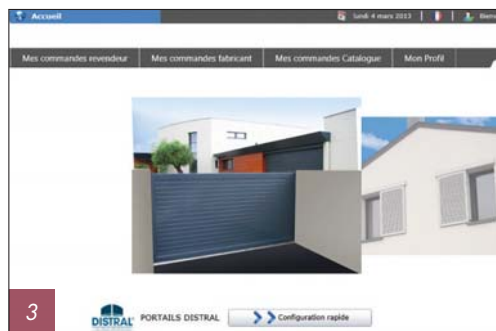 Accueil
lundi 4 mars 2013
Mes commandes revendeur Mes commandes fabricant Mes commandes Catalogue Mon Profil
3
DISTRAL PORTAILS DISTRAL Configuration rapide